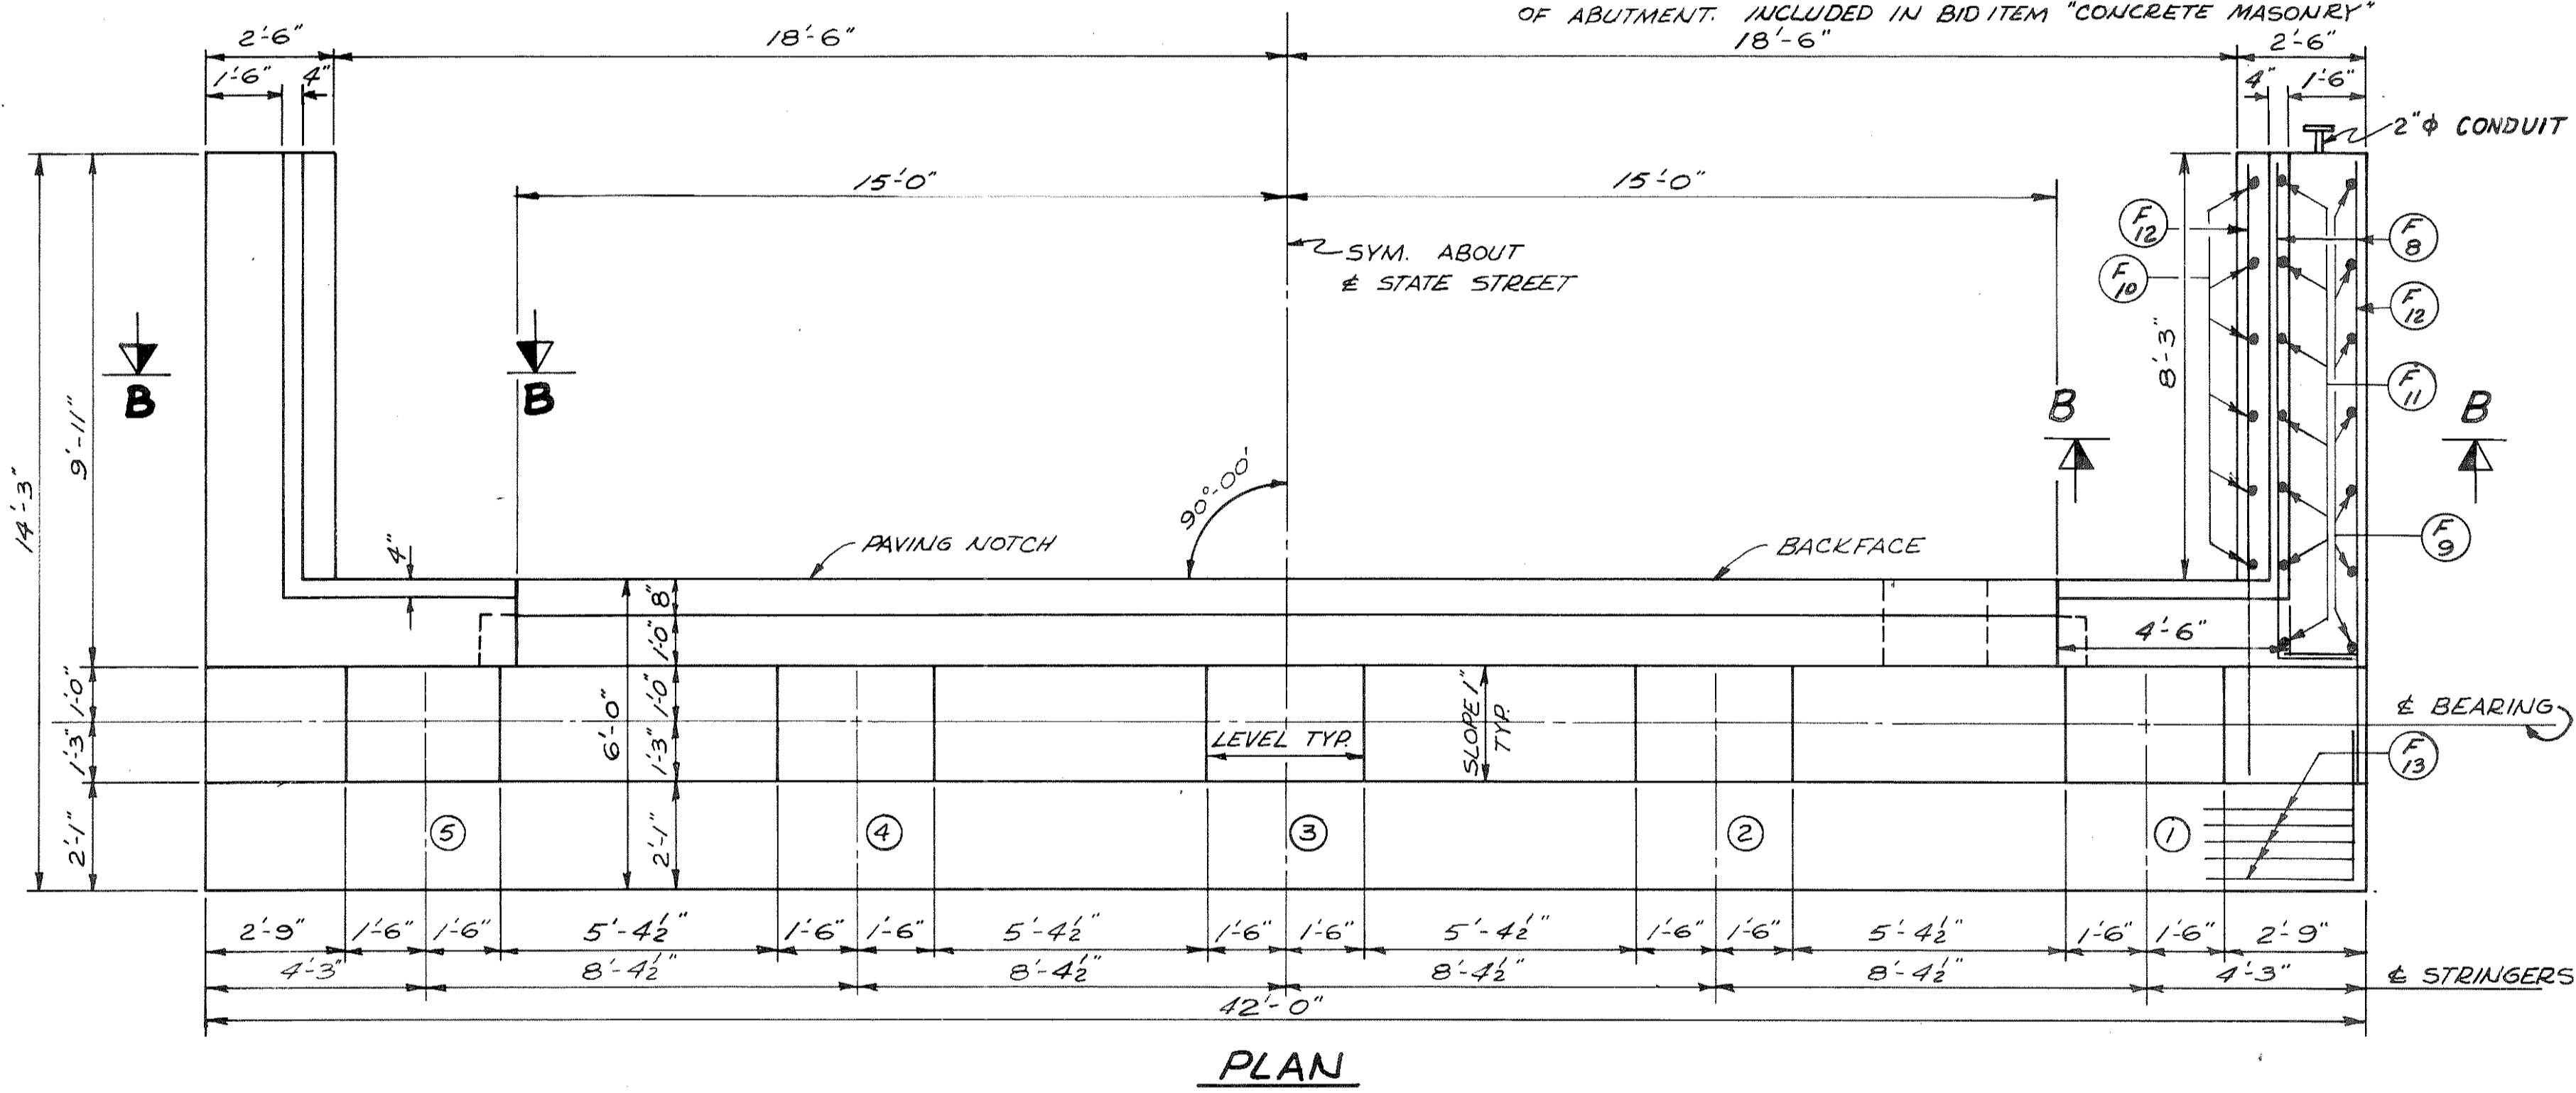 OF ABUTMENT. INCLUDED IN BID ITEM "CONCRETE MASONRY"
2'-6" 18'-6" 18'-6" 2'-6"
1'-6" 4" 4" 1'-6"
2"φ CONDUIT
15'-0" 15'-0"
SYM. ABOUT
℄ STATE STREET
F 12
F 8
F 10
F 12
8'-3"
F 11
B B B B
9'-11"
14'-3"
90°-00'
4" PAVING NOTCH BACKFACE
F 9
8"
1'-0"
4'-6"
1'-0" 1'-0"
6'-0"
1'-3" 1'-3"
LEVEL TYP.
SLOPE 1"
TYP.
℄ BEARING
F 13
2'-1" 2'-1"
5 4 3 2 1
2'-9" 1'-6" 1'-6" 5'-4½" 1'-6" 1'-6" 5'-4½" 1'-6" 1'-6" 5'-4½" 1'-6" 1'-6" 5'-4½" 1'-6" 1'-6" 2'-9"
4'-3" 8'-4½" 8'-4½" 8'-4½" 8'-4½" 4'-3" ℄ STRINGERS
42'-0"
PLAN